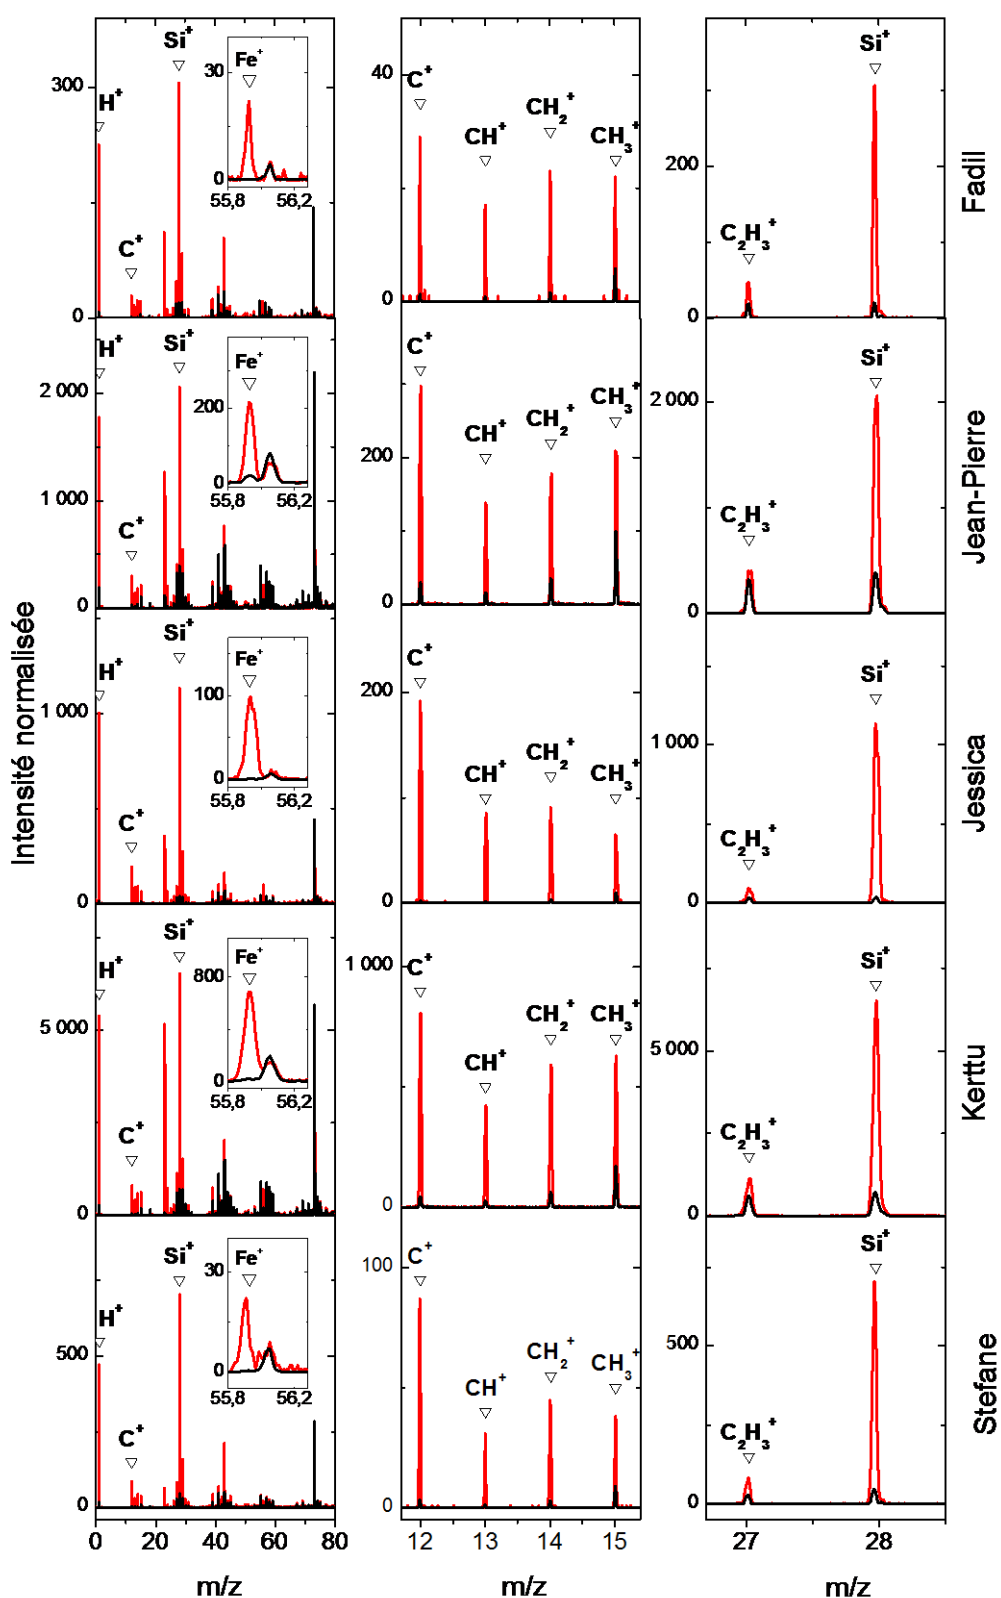 Si⁺
H⁺
300
C⁺
0
Fe⁺
30
0
55,8 56,2
40
C⁺
CH⁺
CH₂⁺
CH₃⁺
0
Si⁺
200
C₂H₃⁺
0
Fadil
H⁺
Si⁺
2 000
1 000
C⁺
0
Fe⁺
200
0
55,8 56,2
C⁺
CH⁺
CH₂⁺
CH₃⁺
200
0
Si⁺
2 000
C₂H₃⁺
0
Jean-Pierre
Intensité normalisée
Si⁺
H⁺
1 000
C⁺
0
Fe⁺
100
0
55,8 56,2
C⁺
200
CH⁺
CH₂⁺
CH₃⁺
0
Si⁺
1 000
C₂H₃⁺
0
Jessica
Si⁺
H⁺
5 000
C⁺
0
Fe⁺
800
0
55,8 56,2
1 000
C⁺
CH⁺
CH₂⁺
CH₃⁺
0
Si⁺
5 000
C₂H₃⁺
0
Kerttu
Si⁺
H⁺
500
C⁺
0
Fe⁺
30
0
55,8 56,2
C⁺
100
CH⁺
CH₂⁺
CH₃⁺
0
Si⁺
500
C₂H₃⁺
0
Stefane
0 20 40 60 80
12 13 14 15
27 28
m/z
m/z
m/z